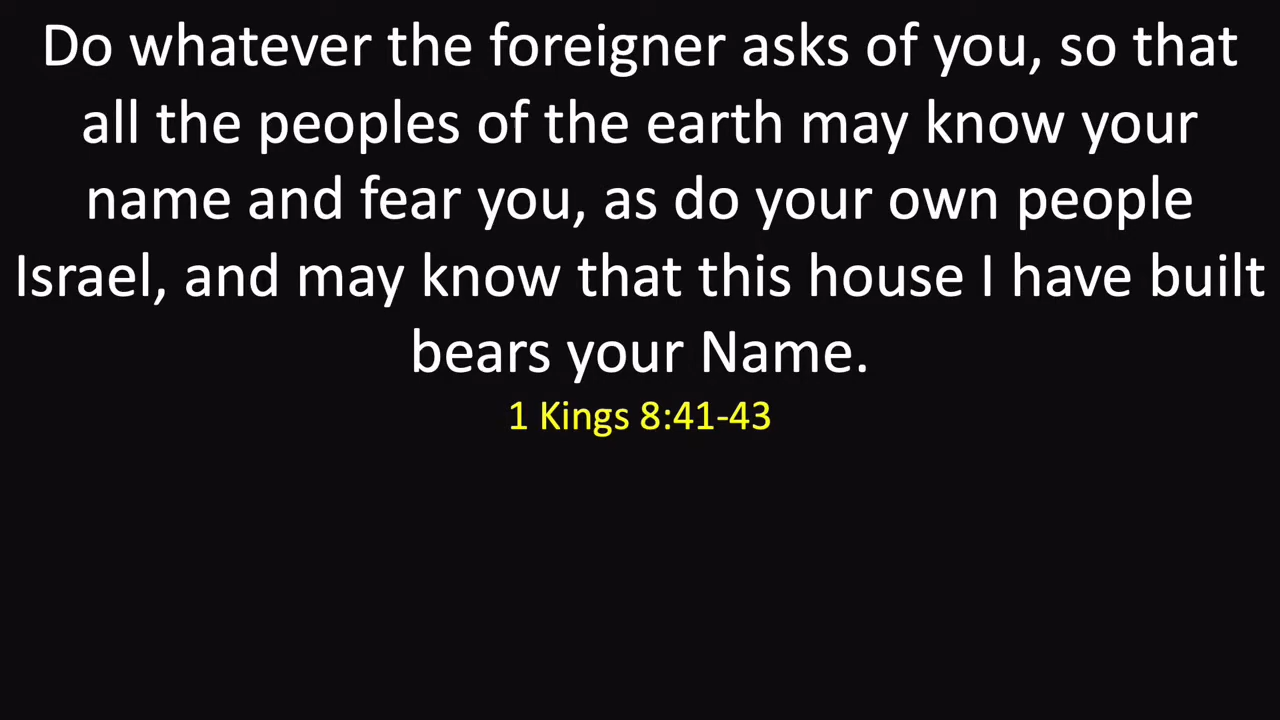 Do whatever the foreigner asks of you, so that
all the peoples of the earth may know your
name and fear you, as do your own people
Israel, and may know that this house I have built
bears your Name.
1 Kings 8:41-43